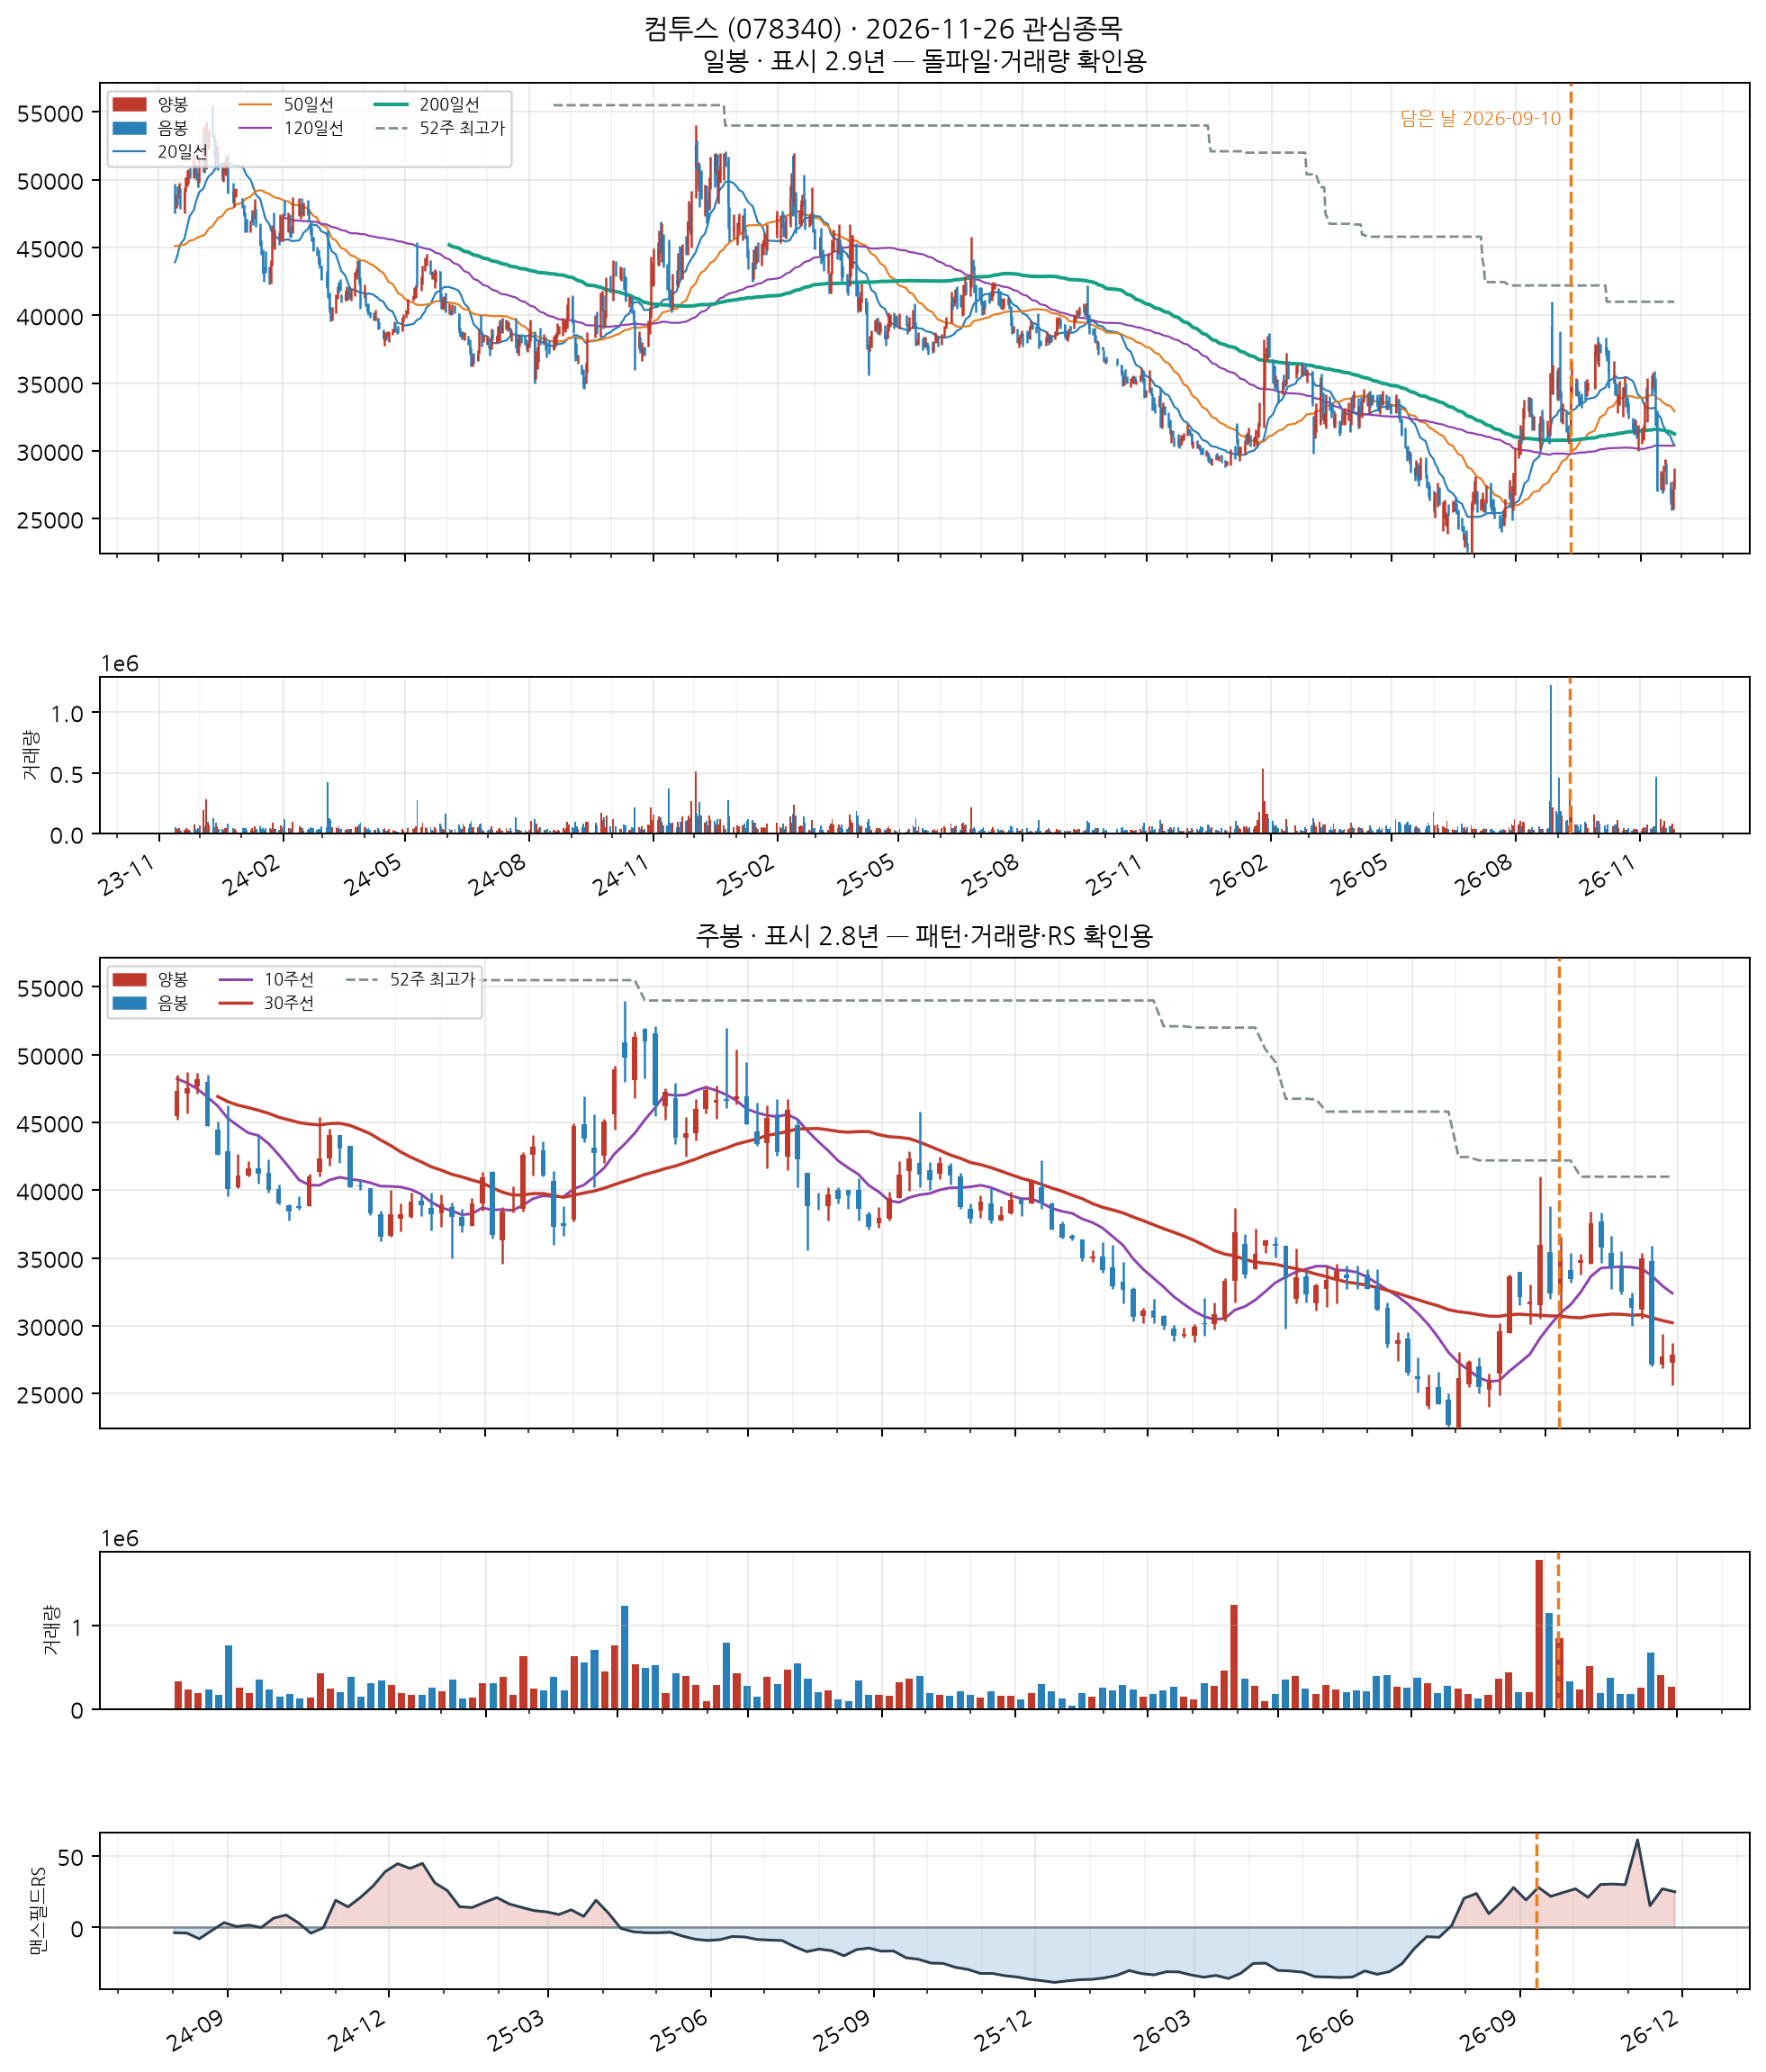 컴투스 (078340) · 2026-11-26 관심종목
일봉 · 표시 2.9년 — 돌파일·거래량 확인용
양봉
음봉
20일선
50일선
120일선
200일선
52주 최고가
담은 날 2026-09-10
55000
50000
45000
40000
35000
30000
25000
1e6
거래량
1.0
0.5
0.0
23-11
24-02
24-05
24-08
24-11
25-02
25-05
25-08
25-11
26-02
26-05
26-08
26-11
주봉 · 표시 2.8년 — 패턴·거래량·RS 확인용
양봉
음봉
10주선
30주선
52주 최고가
55000
50000
45000
40000
35000
30000
25000
1e6
거래량
1
0
맨스필드RS
50
0
24-09
24-12
25-03
25-06
25-09
25-12
26-03
26-06
26-09
26-12